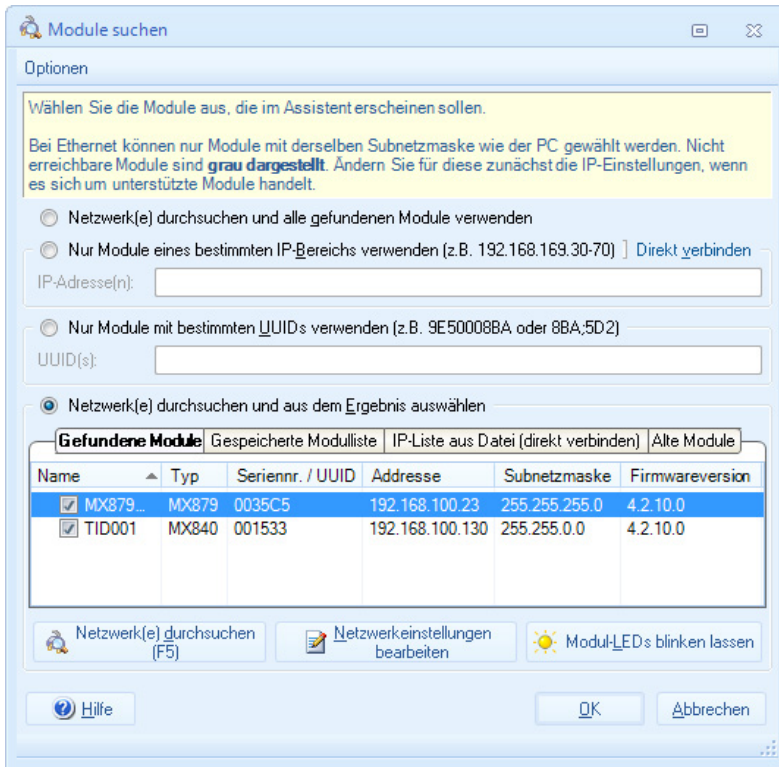 Module suchen
Optionen
Wählen Sie die Module aus, die im Assistent erscheinen sollen.
Bei Ethernet können nur Module mit derselben Subnetzmaske wie der PC gewählt werden. Nicht
erreichbare Module sind grau dargestellt. Ändern Sie für diese zunächst die IP-Einstellungen, wenn
es sich um unterstützte Module handelt.
Netzwerk(e) durchsuchen und alle gefundenen Module verwenden
Nur Module eines bestimmten IP-Bereichs verwenden (z.B. 192.168.169.30-70) ] Direkt verbinden
IP-Adresse(n):
Nur Module mit bestimmten UUIDs verwenden (z.B. 9E50008BA oder 8BA;5D2)
UUID(s):
Netzwerk(e) durchsuchen und aus dem Ergebnis auswählen
Gefundene Module Gespeicherte Modulliste IP-Liste aus Datei (direkt verbinden) Alte Module
Name Typ Seriennr. / UUID Addresse Subnetzmaske Firmwareversion
MX879... MX879 0035C5 192.168.100.23 255.255.255.0 4.2.10.0
TID001 MX840 001533 192.168.100.130 255.255.0.0 4.2.10.0
Netzwerk(e) durchsuchen
(F5)
Netzwerkeinstellungen
bearbeiten
Modul-LEDs blinken lassen
Hilfe
OK
Abbrechen